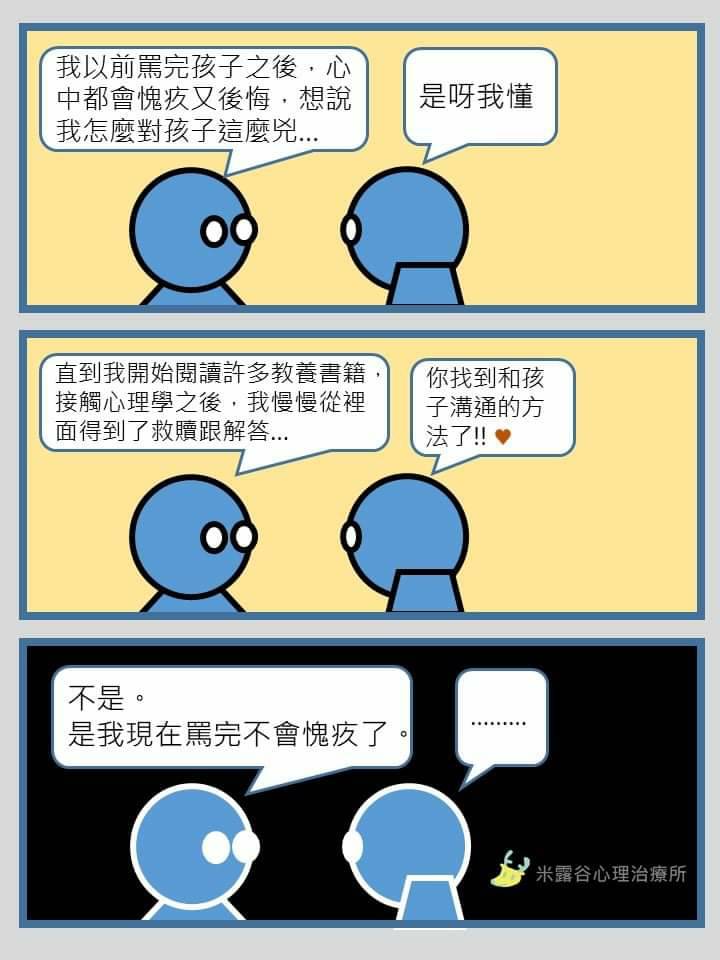 我以前罵完孩子之後，心
中都會愧疚又後悔，想說
我怎麼對孩子這麼兇...
是呀我懂
直到我開始閱讀許多教養書籍，
接觸心理學之後，我慢慢從裡
面得到了救贖跟解答...
你找到和孩
子溝通的方
法了!! ♥
不是。
是我現在罵完不會愧疚了。
.........
米露谷心理治療所